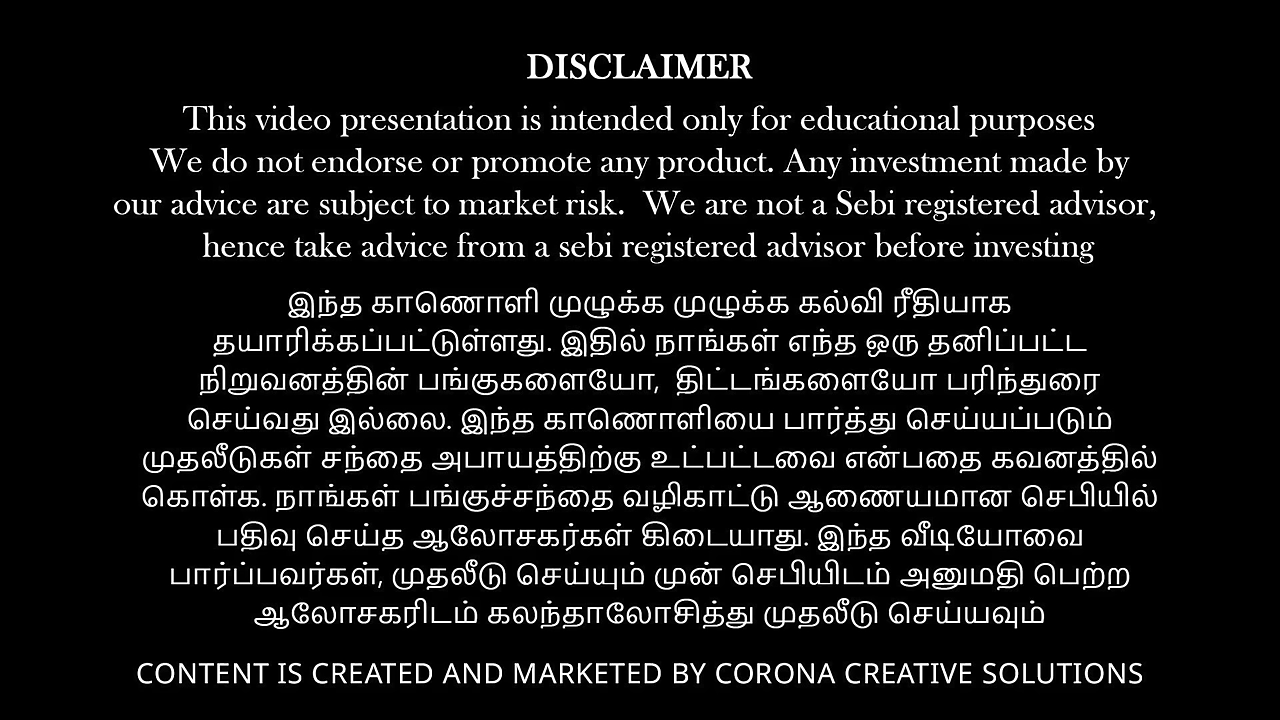 DISCLAIMER
This video presentation is intended only for educational purposes
We do not endorse or promote any product. Any investment made by
our advice are subject to market risk.  We are not a Sebi registered advisor,
hence take advice from a sebi registered advisor before investing
இந்த காணொளி முழுக்க முழுக்க கல்வி ரீதியாக
தயாரிக்கப்பட்டுள்ளது. இதில் நாங்கள் எந்த ஒரு தனிப்பட்ட
நிறுவனத்தின் பங்குகளையோ,  திட்டங்களையோ பரிந்துரை
செய்வது இல்லை. இந்த காணொளியை பார்த்து செய்யப்படும்
முதலீடுகள் சந்தை அபாயத்திற்கு உட்பட்டவை என்பதை கவனத்தில்
கொள்க. நாங்கள் பங்குச்சந்தை வழிகாட்டு ஆணையமான செபியில்
பதிவு செய்த ஆலோசகர்கள் கிடையாது. இந்த வீடியோவை
பார்ப்பவர்கள், முதலீடு செய்யும் முன் செபியிடம் அனுமதி பெற்ற
ஆலோசகரிடம் கலந்தாலோசித்து முதலீடு செய்யவும்
CONTENT IS CREATED AND MARKETED BY CORONA CREATIVE SOLUTIONS